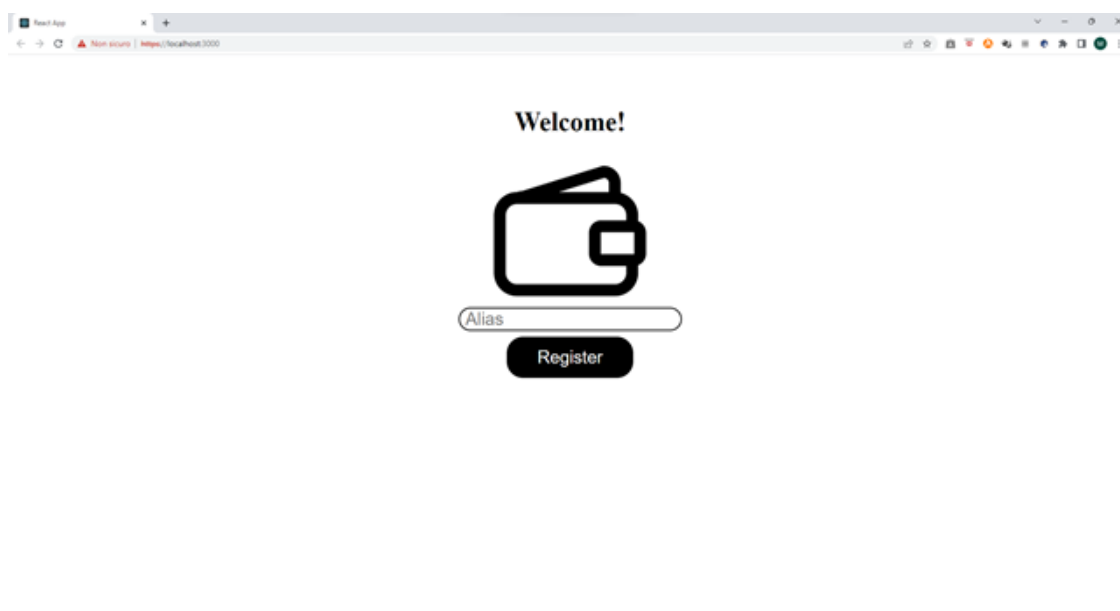 React App
Non sicuro | https://localhost:3000
Welcome!
Alias
Register